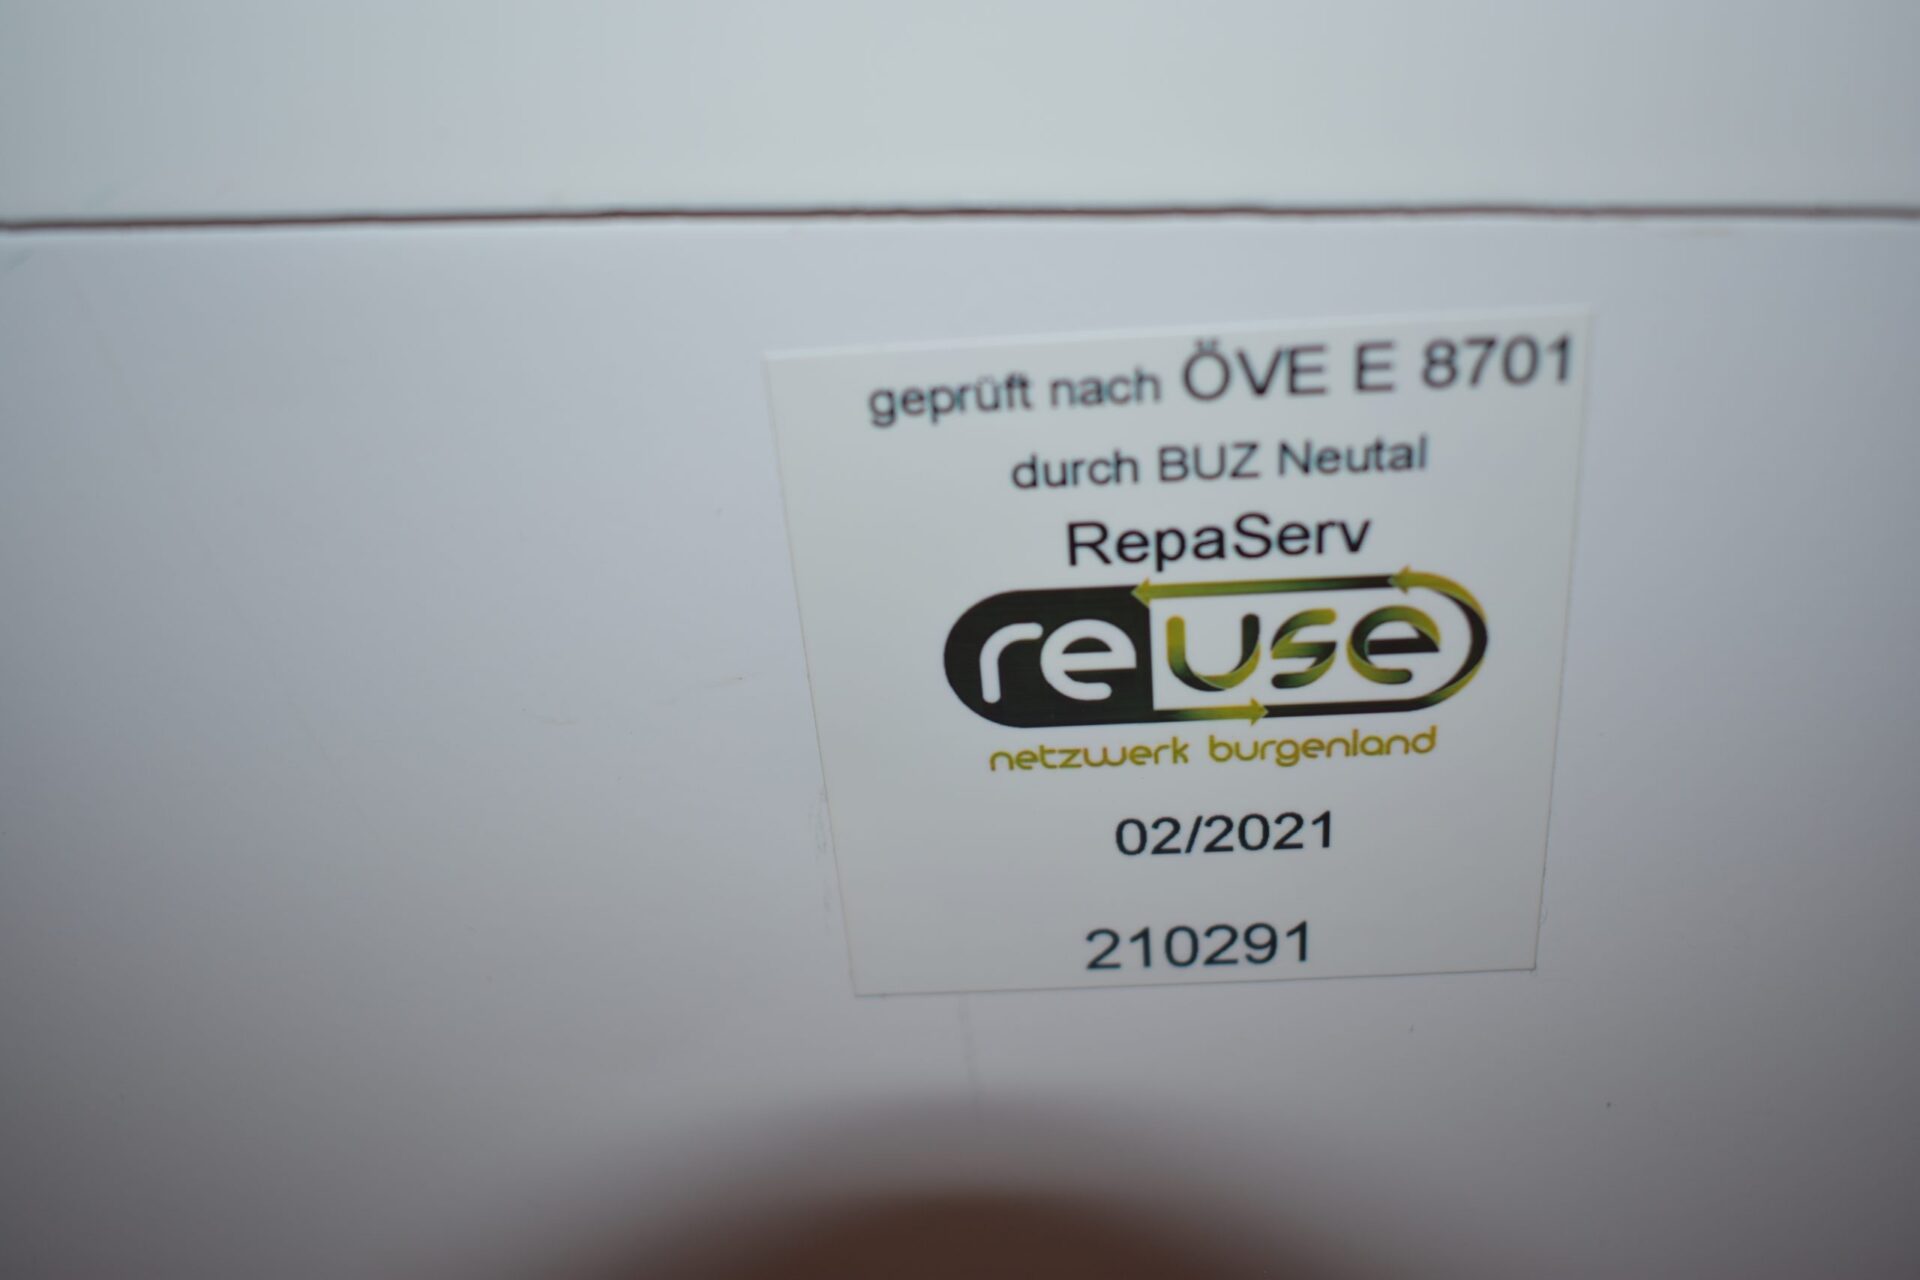 geprüft nach ÖVE E 8701
durch BUZ Neutal
RepaServ
reuse
netzwerk burgenland
02/2021
210291